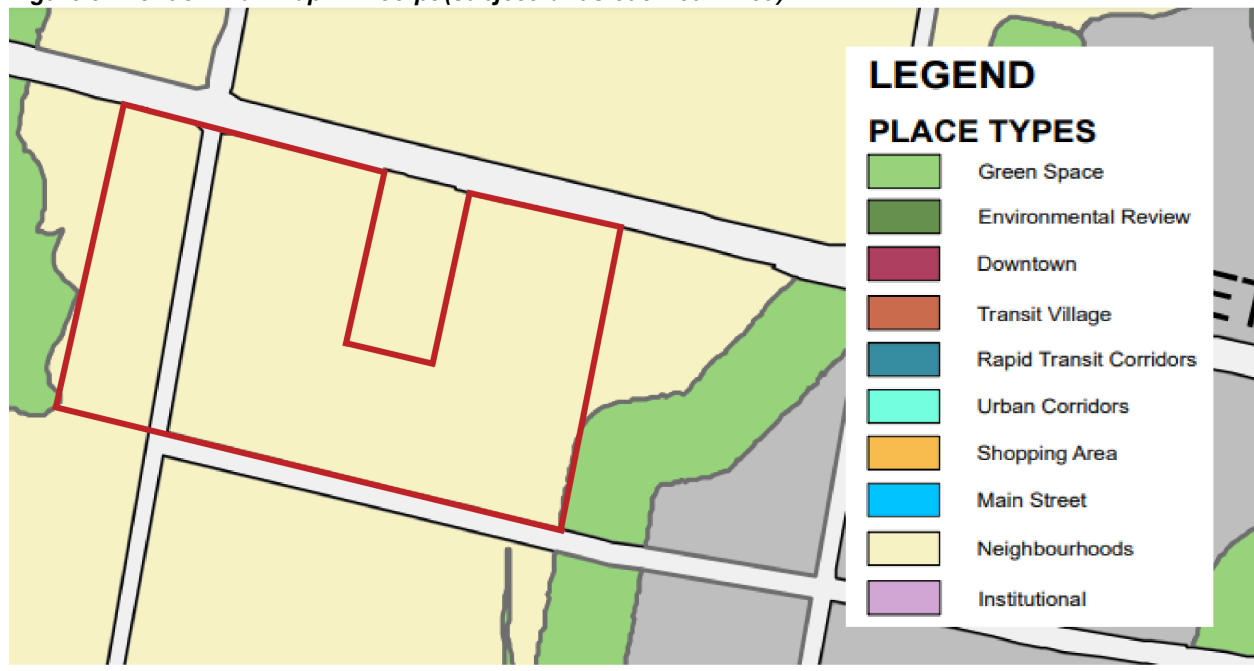 LEGEND
PLACE TYPES
Green Space
Environmental Review
Downtown
Transit Village
Rapid Transit Corridors
Urban Corridors
Shopping Area
Main Street
Neighbourhoods
Institutional